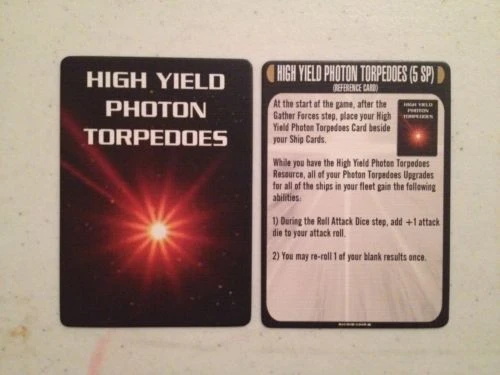 HIGH YIELD
PHOTON
TORPEDOES
HIGH YIELD PHOTON TORPEDOES (5 SP)
(REFERENCE CARD)
At the start of the game, after the
Gather Forces step, place your High
Yield Photon Torpedoes Card beside
your Ship Cards.
HIGH YIELD
PHOTON
TORPEDOES
While you have the High Yield Photon Torpedoes
Resource, all of your Photon Torpedoes Upgrades
for all of the ships in your fleet gain the following
abilities:
1) During the Roll Attack Dice step, add +1 attack
die to your attack roll.
2) You may re-roll 1 of your blank results once.